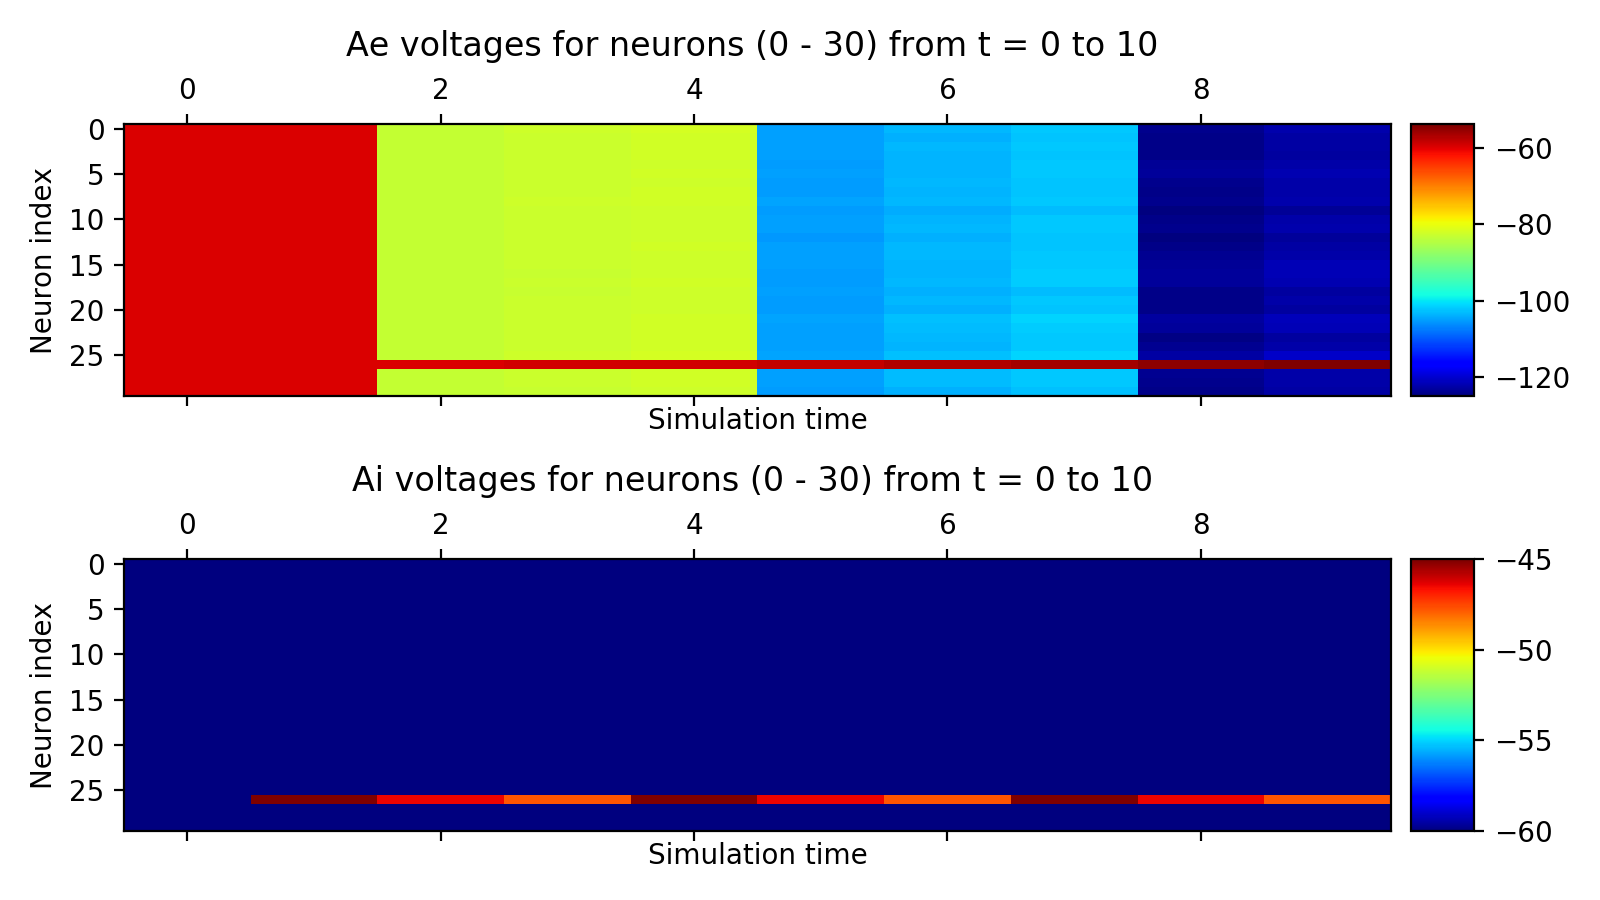 Ae voltages for neurons (0 - 30) from t = 0 to 10
0 2 4 6 8
Neuron index
0
5
10
15
20
25
Simulation time
−60
−80
−100
−120
Ai voltages for neurons (0 - 30) from t = 0 to 10
0 2 4 6 8
Neuron index
0
5
10
15
20
25
Simulation time
−45
−50
−55
−60